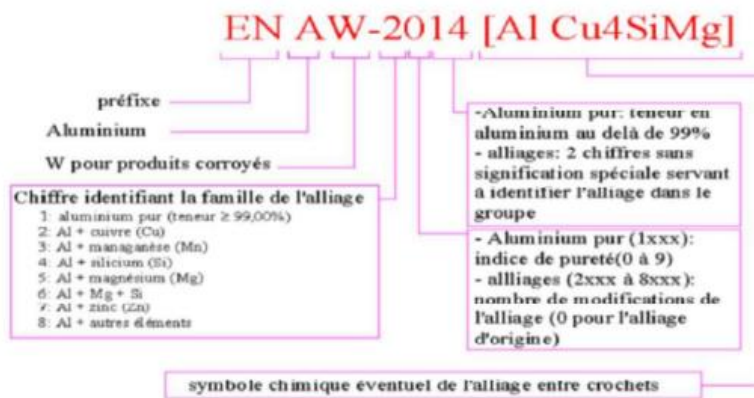 EN AW-2014 [Al Cu4SiMg]
préfixe
Aluminium
W pour produits corroyés
Chiffre identifiant la famille de l'alliage
1: aluminium pur (teneur ≥ 99,00%)
2: Al + cuivre (Cu)
3: Al + managanèse (Mn)
4: Al + silicium (Si)
5: Al + magnésium (Mg)
6: Al + Mg + Si
7: Al + zinc (Zn)
8: Al + autres éléments
-Aluminium pur: teneur en
aluminium au delà de 99%
- alliages: 2 chiffres sans
signification spéciale servant
à identifier l'alliage dans le
groupe
- Aluminium pur (1xxx):
indice de pureté(0 à 9)
- allliages (2xxx à 8xxx):
nombre de modifications de
l'alliage (0 pour l'alliage
d'origine)
symbole chimique éventuel de l'alliage entre crochets